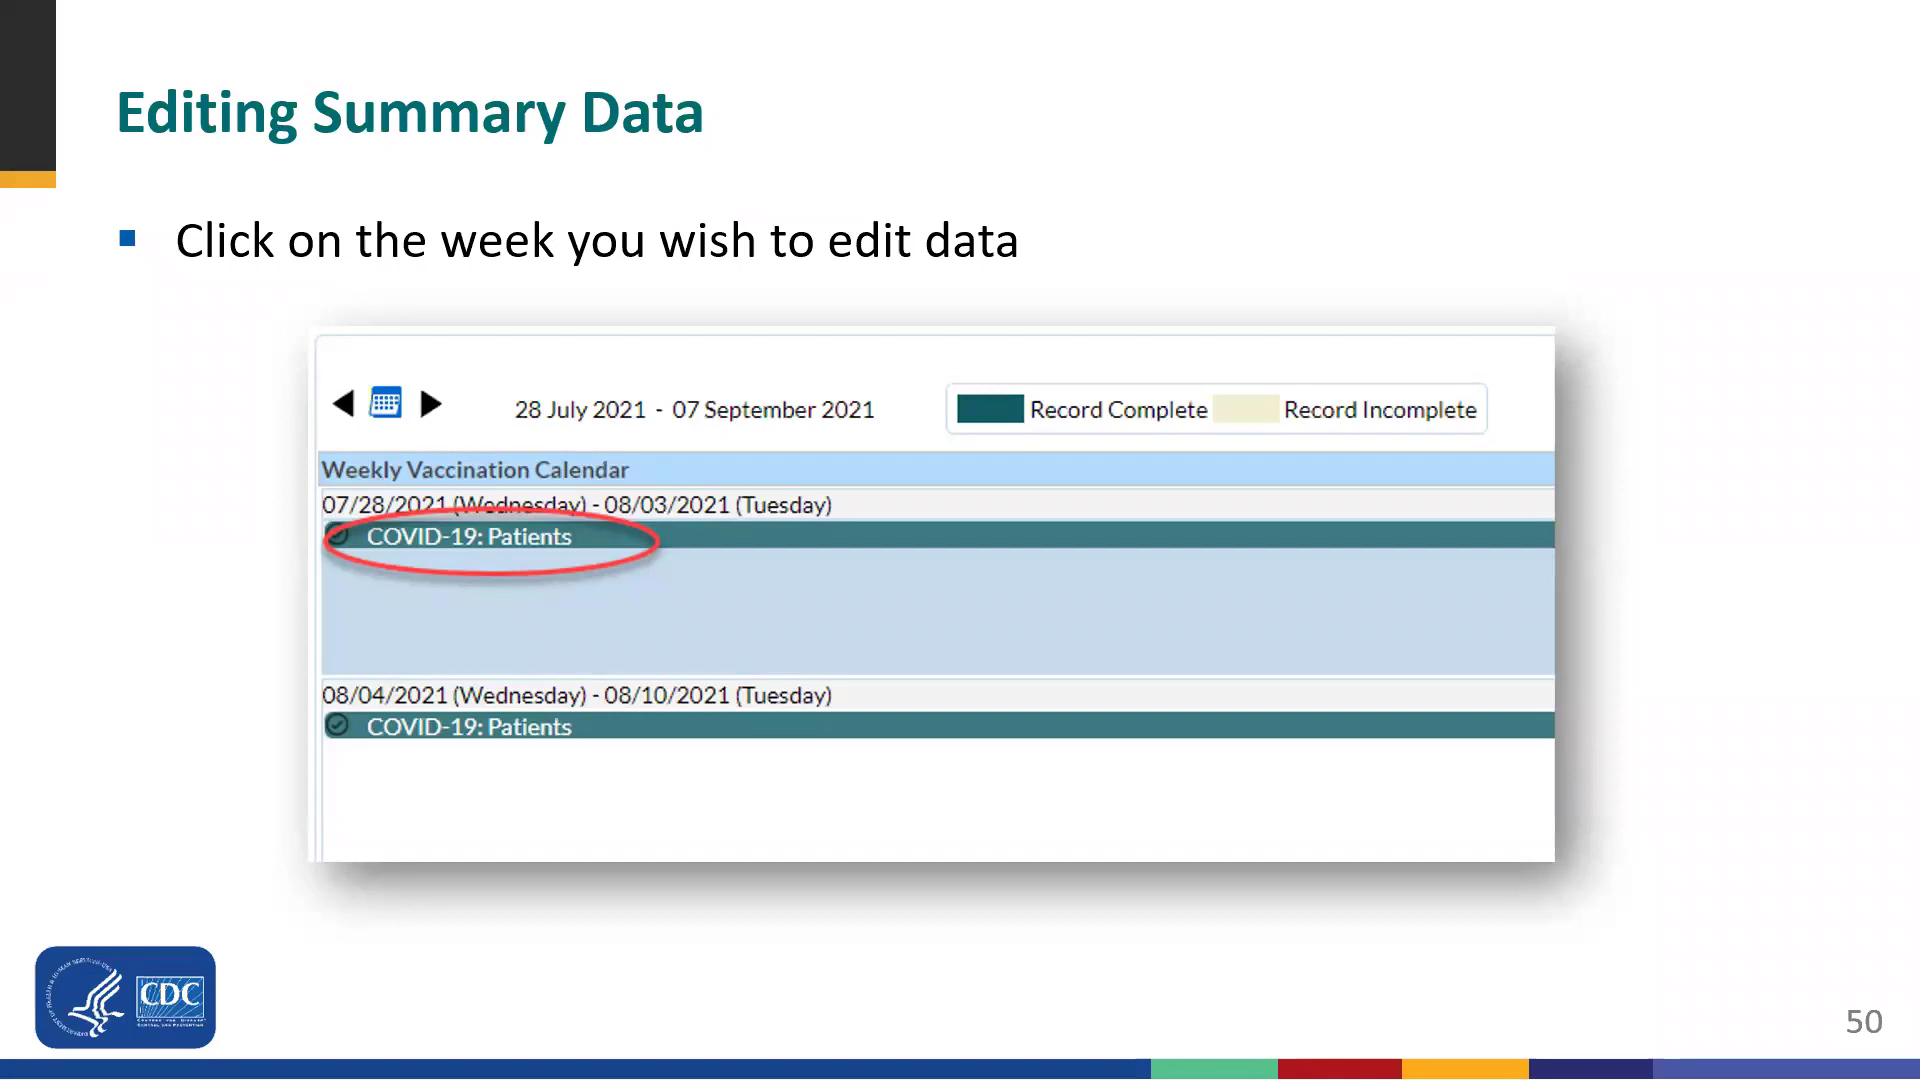 Editing Summary Data
Click on the week you wish to edit data
28 July 2021 - 07 September 2021
Record Complete
Record Incomplete
Weekly Vaccination Calendar
07/28/2021 (Wednesday) - 08/03/2021 (Tuesday)
COVID-19: Patients
08/04/2021 (Wednesday) - 08/10/2021 (Tuesday)
COVID-19: Patients
CDC
50